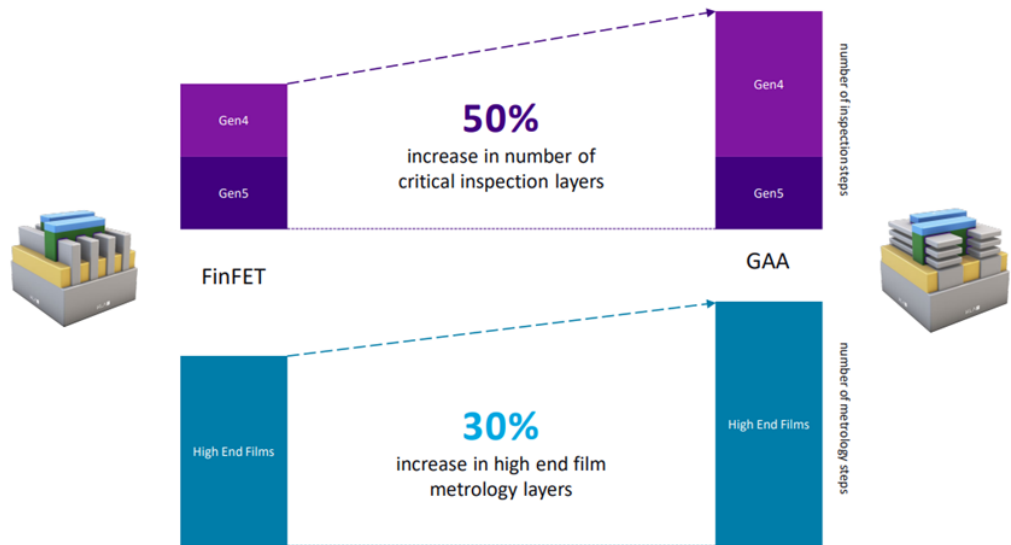 Gen4
Gen5
50%
increase in number of
critical inspection layers
Gen4
Gen5
number of inspection steps
FinFET
GAA
High End Films
30%
increase in high end film
metrology layers
High End Films
number of metrology steps